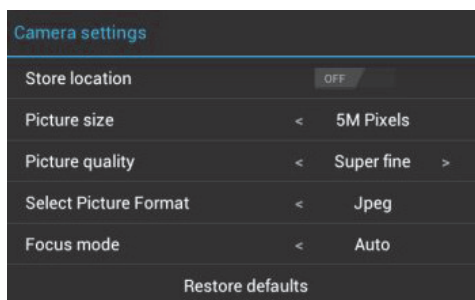 Camera settings
Store location OFF
Picture size < 5M Pixels
Picture quality < Super fine >
Select Picture Format < Jpeg
Focus mode < Auto
Restore defaults